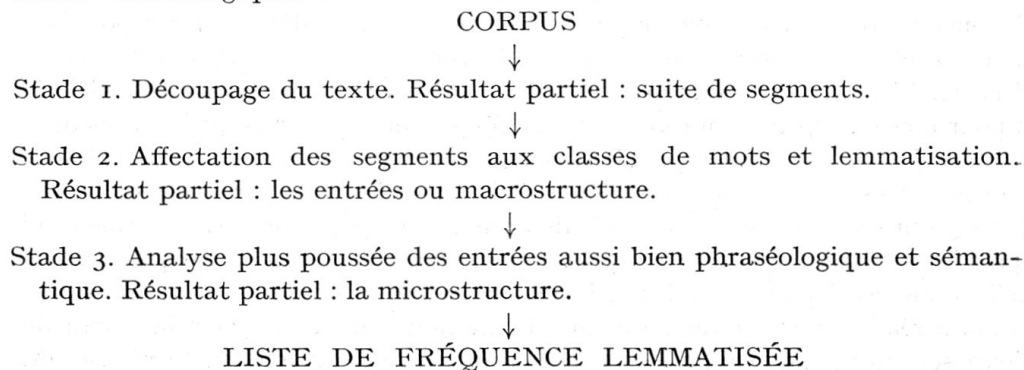 CORPUS
↓
Stade 1. Découpage du texte. Résultat partiel : suite de segments.
↓
Stade 2. Affectation des segments aux classes de mots et lemmatisation.
Résultat partiel : les entrées ou macrostructure.
↓
Stade 3. Analyse plus poussée des entrées aussi bien phraséologique et séman-
tique. Résultat partiel : la microstructure.
↓
LISTE DE FRÉQUENCE LEMMATISÉE